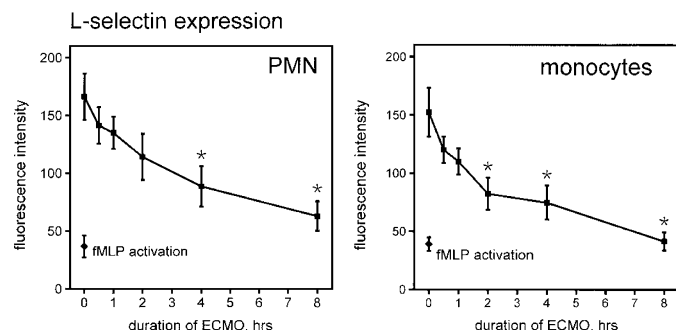 L-selectin expression
PMN
fluorescence intensity
200
150
100
50
0
*
*
fMLP activation
0 1 2 3 4 5 6 7 8
duration of ECMO, hrs
monocytes
fluorescence intensity
200
150
100
50
0
*
*
*
fMLP activation
0 1 2 3 4 5 6 7 8
duration of ECMO, hrs